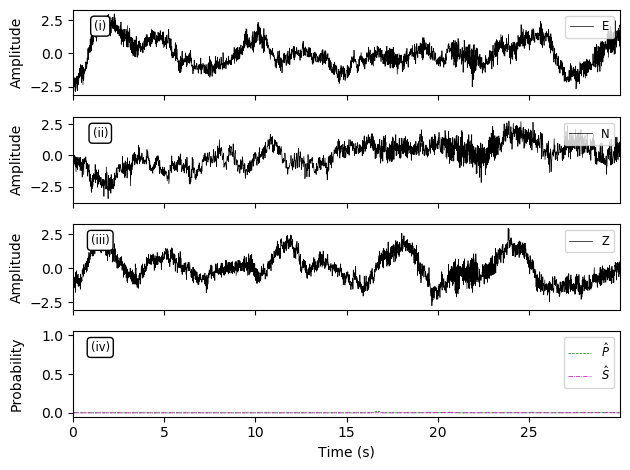 (i)
E
Amplitude
2.5
0.0
−2.5
(ii)
N
Amplitude
2.5
0.0
−2.5
(iii)
Z
Amplitude
2.5
0.0
−2.5
(iv)
P̂
Ŝ
Probability
1.0
0.5
0.0
0 5 10 15 20 25
Time (s)